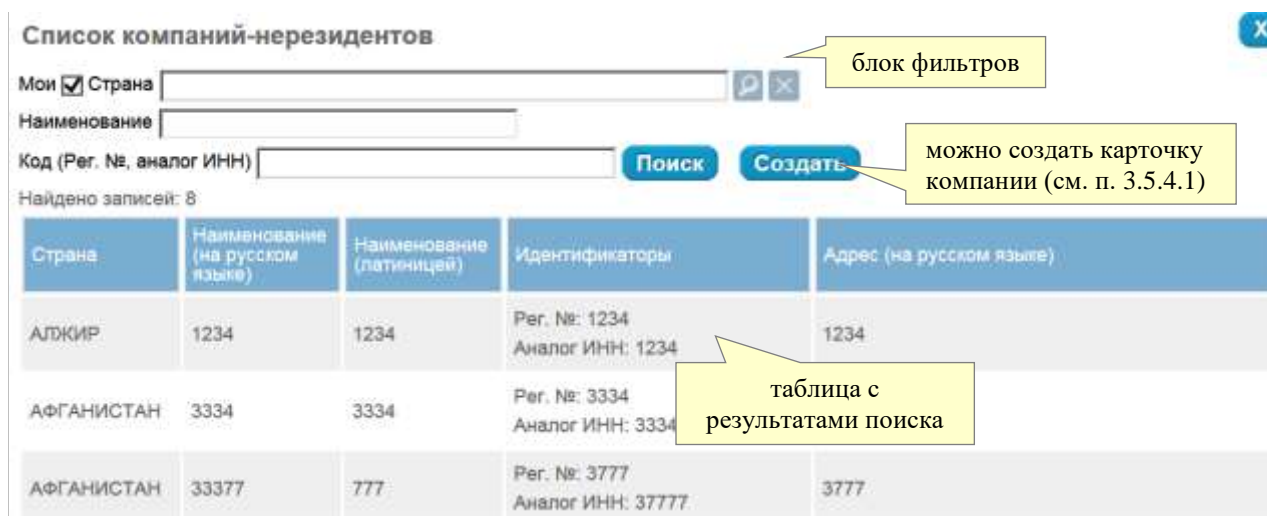 Список компаний-нерезидентов
X
блок фильтров
Мои Страна
Наименование
Код (Рег. №, аналог ИНН)
Поиск
Создать
можно создать карточку
компании (см. п. 3.5.4.1)
Найдено записей: 8
Страна
Наименование
(на русском
языке)
Наименование
(латиницей)
Идентификаторы
Адрес (на русском языке)
АЛЖИР
1234
1234
Рег. №: 1234
Аналог ИНН: 1234
1234
таблица с
результатами поиска
АФГАНИСТАН
3334
3334
Рег. №: 3334
Аналог ИНН: 3334
АФГАНИСТАН
33377
777
Рег. №: 3777
Аналог ИНН: 37777
3777